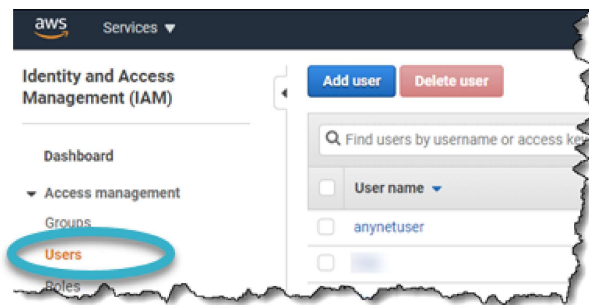 aws
Services ▼
Identity and Access
Management (IAM)
Dashboard
Access management
Groups
Users
Roles
Add user
Delete user
Find users by username or access key
User name
anynetuser